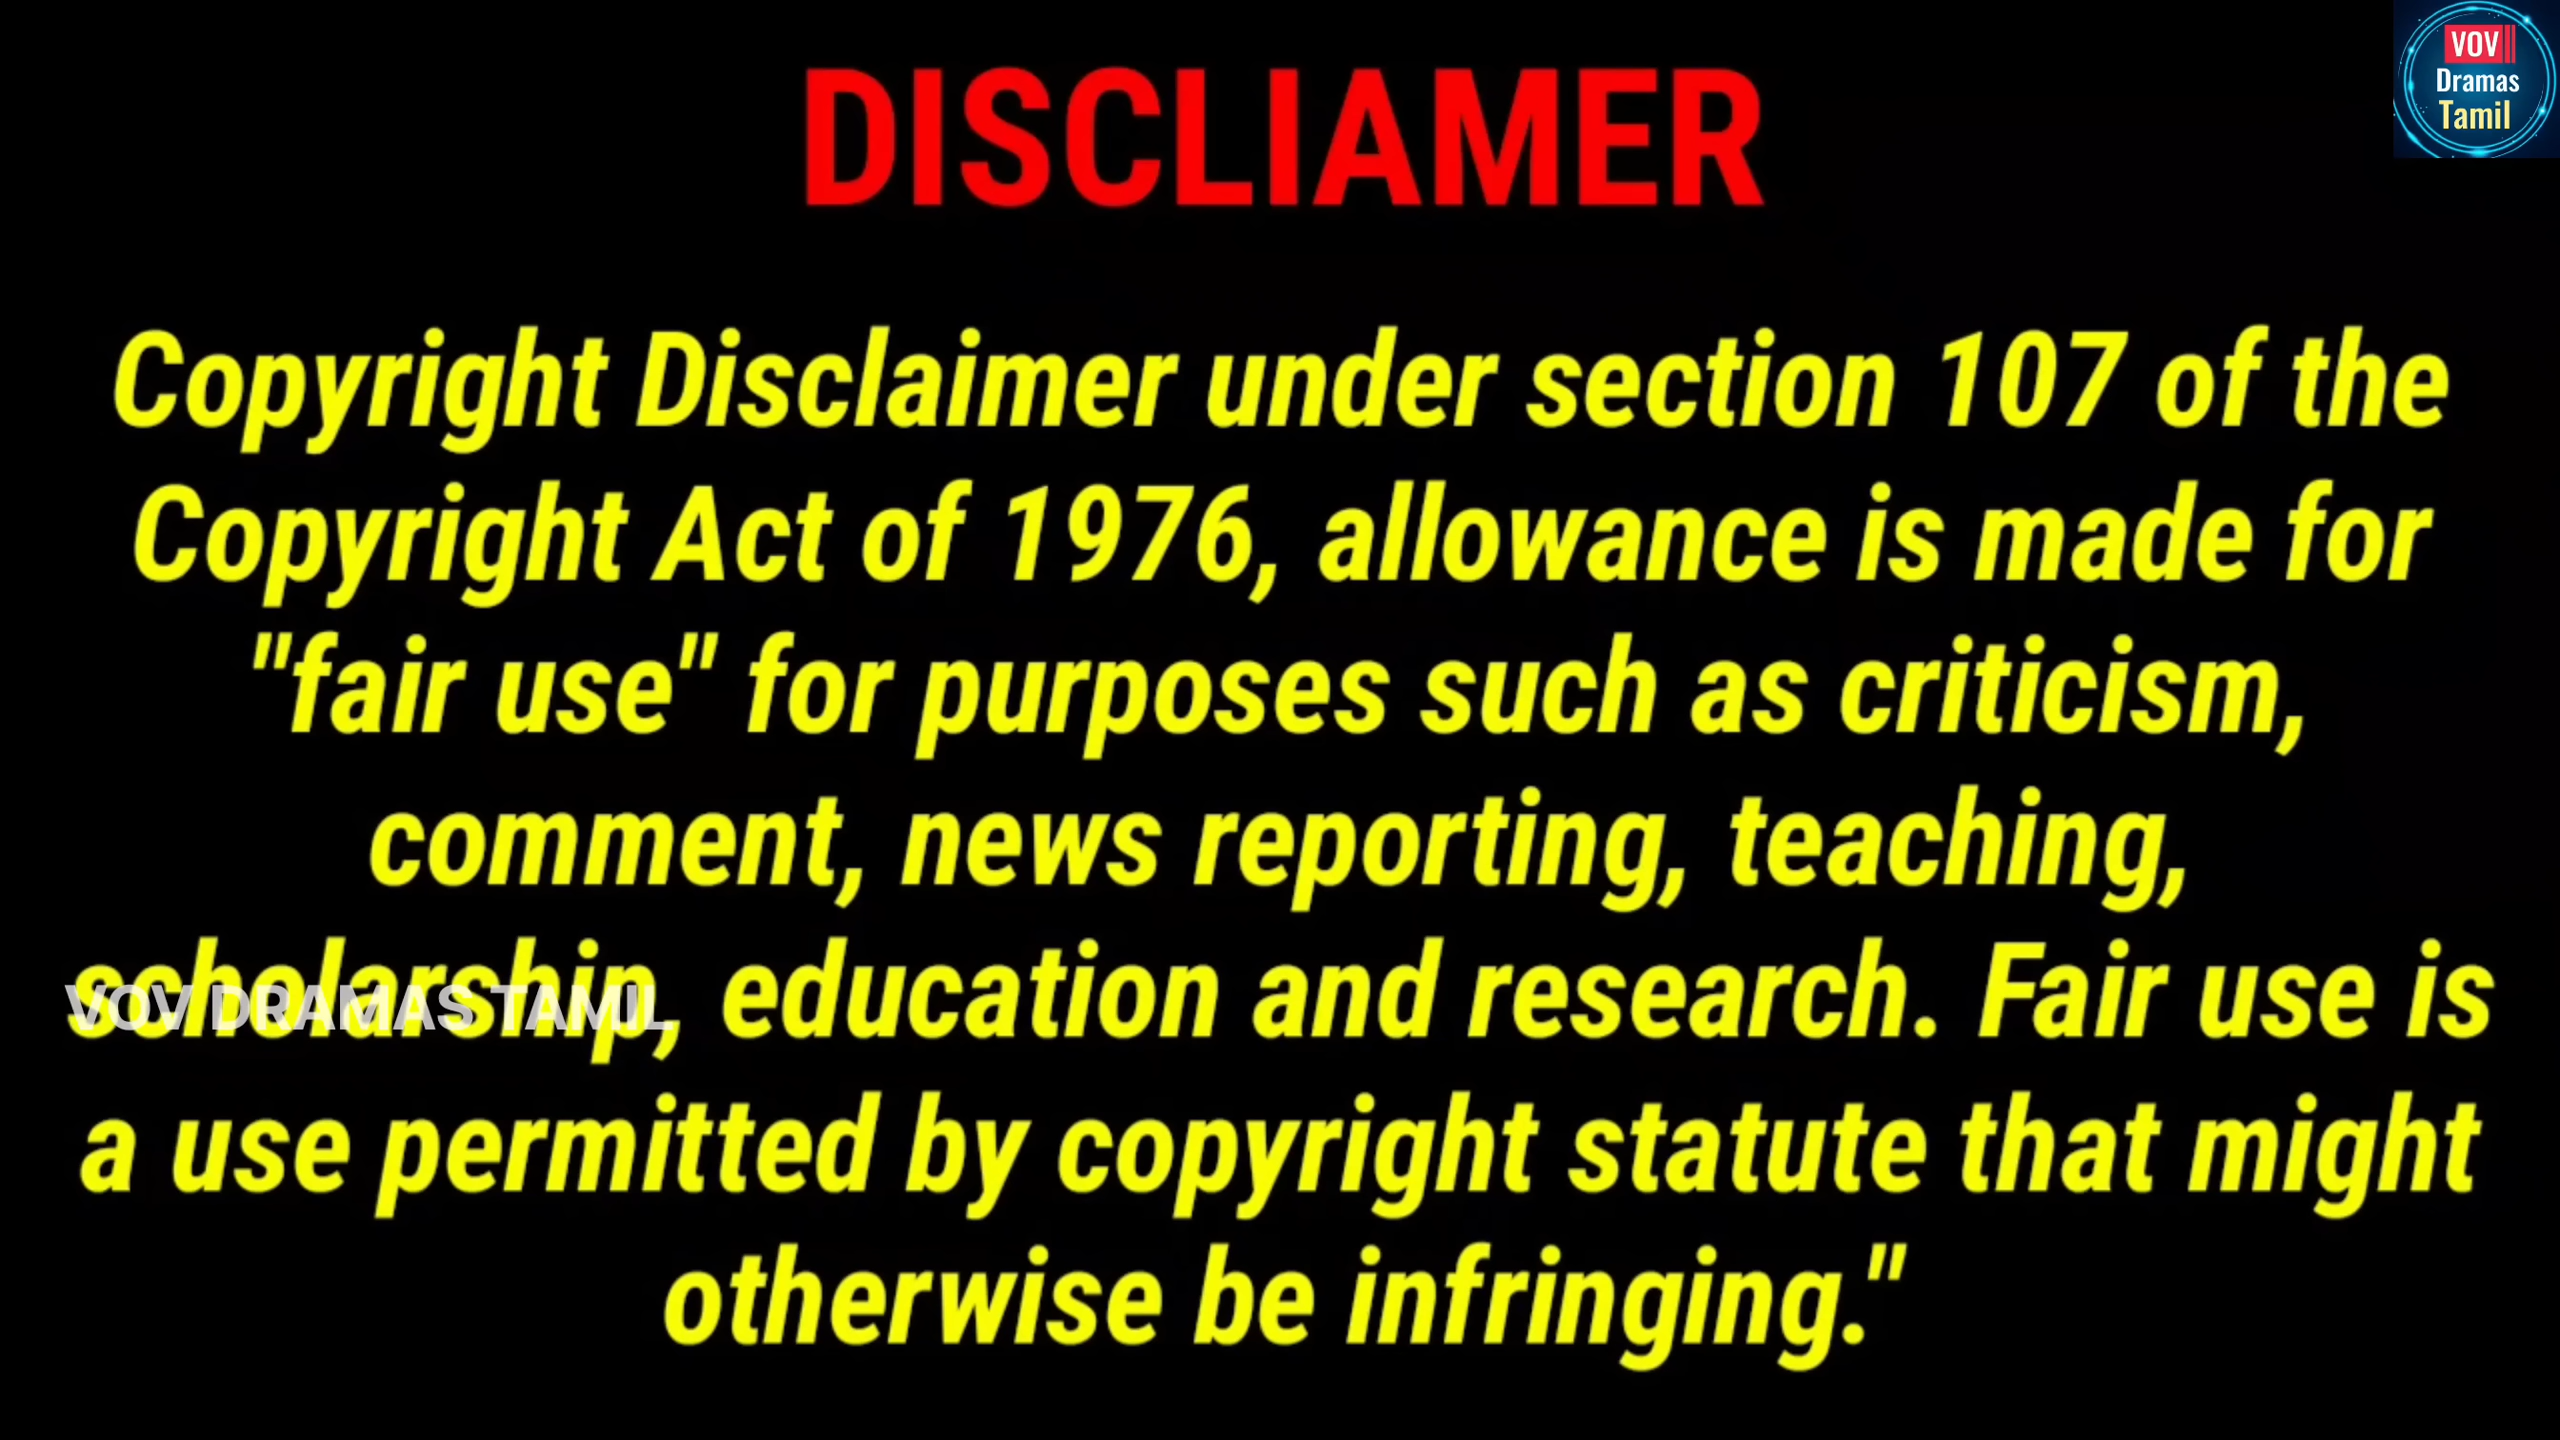 VOV
Dramas
Tamil
DISCLIAMER
Copyright Disclaimer under section 107 of the
Copyright Act of 1976, allowance is made for
"fair use" for purposes such as criticism,
comment, news reporting, teaching,
scholarship, education and research. Fair use is
VOV DRAMAS TAMIL
a use permitted by copyright statute that might
otherwise be infringing."